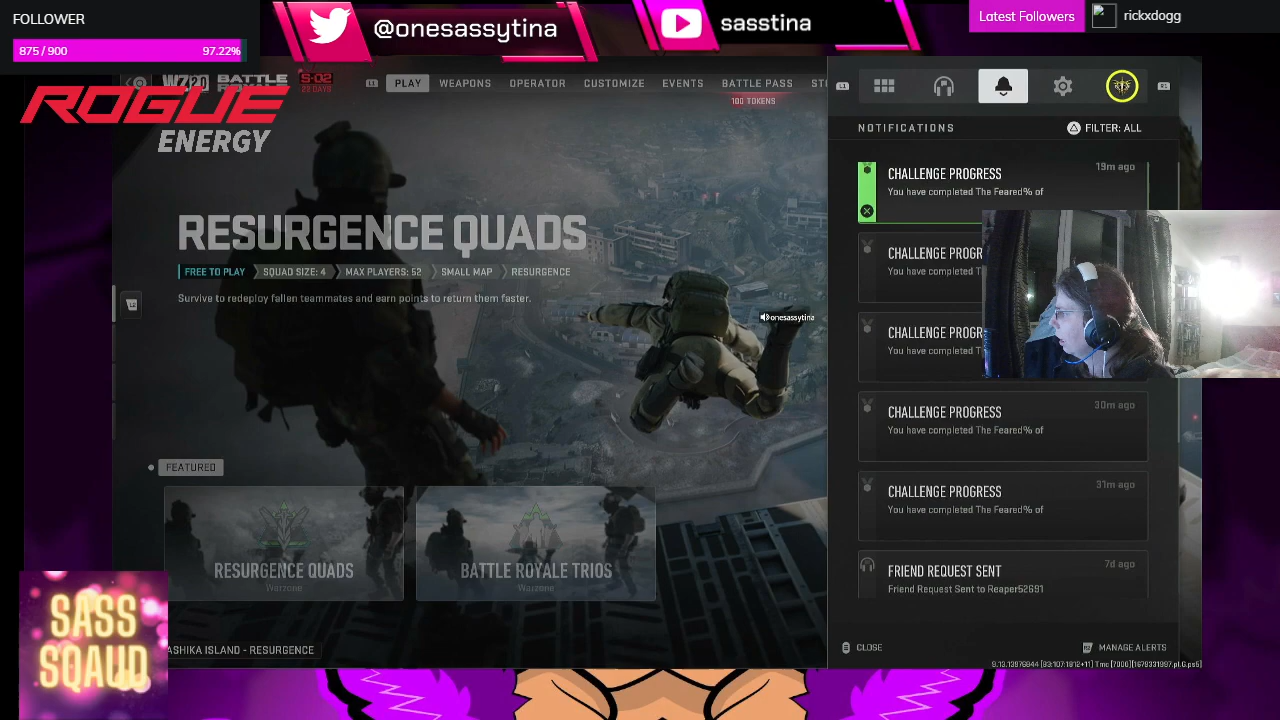 FOLLOWER
875 / 900 97.22%
@onesassytina
sasstina
Latest Followers
rickxdogg
ROGUE
ENERGY
WZ 2.0 BATTLE
S-02
PLAY
WEAPONS
OPERATOR
CUSTOMIZE
EVENTS
BATTLE PASS
100 TOKENS
NOTIFICATIONS
FILTER: ALL
RESURGENCE QUADS
FREE TO PLAY
SQUAD SIZE: 4
MAX PLAYERS: 52
SMALL MAP
RESURGENCE
Survive to redeploy fallen teammates and earn points to return them faster.
onesassytina
CHALLENGE PROGRESS
19m ago
You have completed The Feared% of
CHALLENGE PROGR
You have completed T
CHALLENGE PROGR
You have completed T
CHALLENGE PROGRESS
30m ago
You have completed The Feared% of
CHALLENGE PROGRESS
31m ago
You have completed The Feared% of
FRIEND REQUEST SENT
7d ago
Friend Request Sent to Reaper52691
CLOSE
MANAGE ALERTS
FEATURED
RESURGENCE QUADS
Warzone
BATTLE ROYALE TRIOS
Warzone
ASHIKA ISLAND - RESURGENCE
SASS
SQAUD